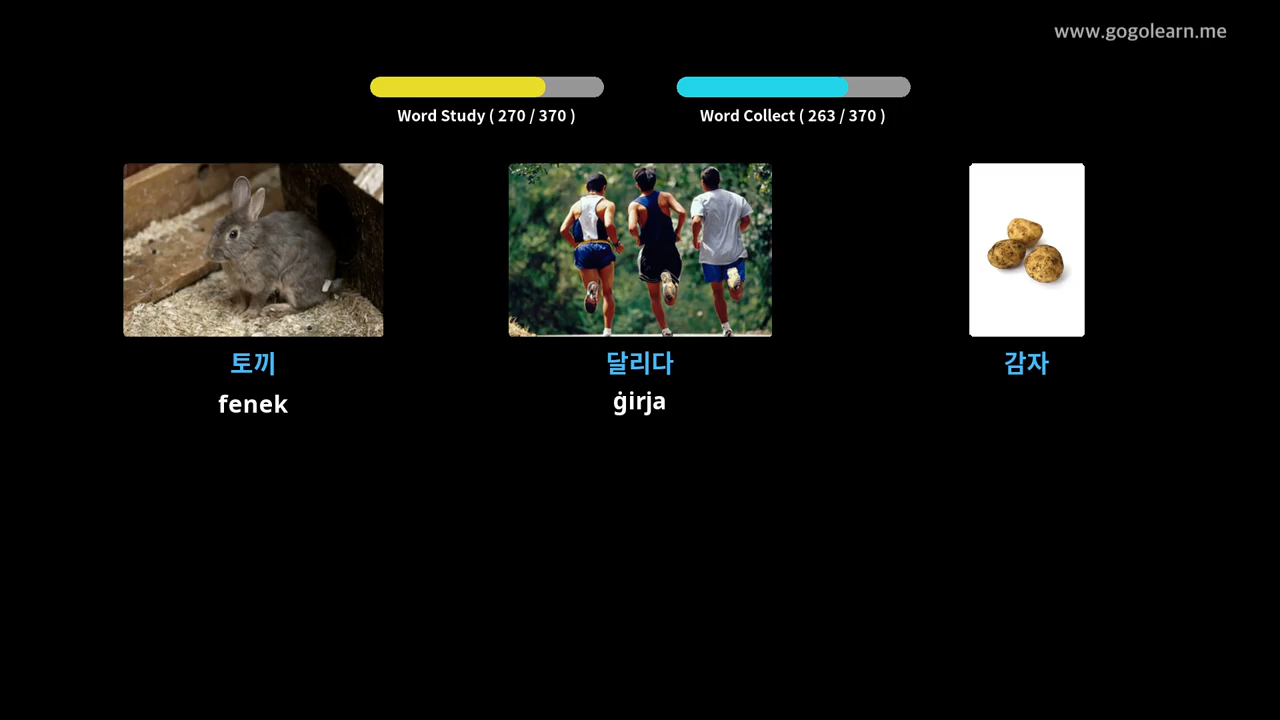 www.gogolearn.me
Word Study ( 270 / 370 )
Word Collect ( 263 / 370 )
토끼
달리다
감자
fenek
ġirja